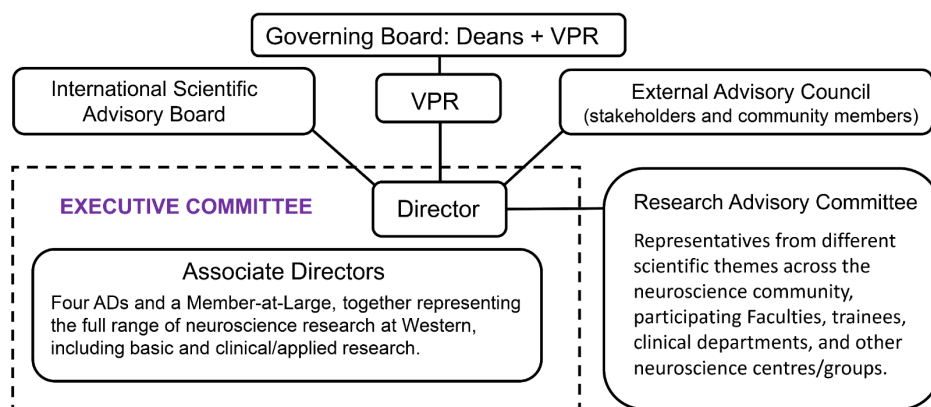 Governing Board: Deans + VPR
International Scientific
Advisory Board
VPR
External Advisory Council
(stakeholders and community members)
EXECUTIVE COMMITTEE
Director
Research Advisory Committee
Representatives from different
scientific themes across the
neuroscience community,
participating Faculties, trainees,
clinical departments, and other
neuroscience centres/groups.
Associate Directors
Four ADs and a Member-at-Large, together representing
the full range of neuroscience research at Western,
including basic and clinical/applied research.